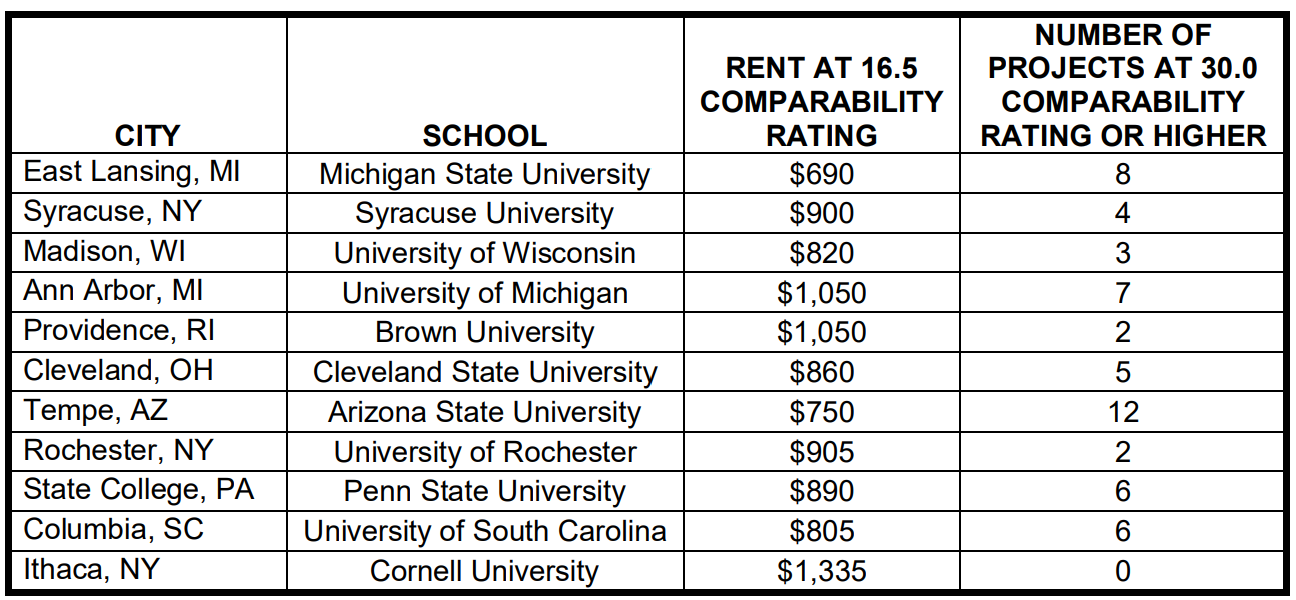 CITY SCHOOL RENT AT 16.5 COMPARABILITY RATING NUMBER OF PROJECTS AT 30.0 COMPARABILITY RATING OR HIGHER
East Lansing, MI Michigan State University $690 8
Syracuse, NY Syracuse University $900 4
Madison, WI University of Wisconsin $820 3
Ann Arbor, MI University of Michigan $1,050 7
Providence, RI Brown University $1,050 2
Cleveland, OH Cleveland State University $860 5
Tempe, AZ Arizona State University $750 12
Rochester, NY University of Rochester $905 2
State College, PA Penn State University $890 6
Columbia, SC University of South Carolina $805 6
Ithaca, NY Cornell University $1,335 0